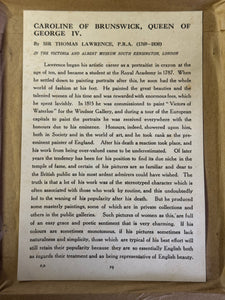 CAROLINE OF BRUNSWICK, QUEEN OF
GEORGE IV.
By SIR THOMAS LAWRENCE, P.R.A. (1769–1830)
IN THE VICTORIA AND ALBERT MUSEUM SOUTH KENSINGTON, LONDON
Lawrence began his artistic career as a portraitist in crayon at the
age of ten, and became a student at the Royal Academy in 1787. When
he settled down to painting portraits after this, he soon had the whole
world of fashion at his feet. He painted the great beauties and the
talented women of his time and was rewarded with enormous fees, which
he spent lavishly. In 1815 he was commissioned to paint "Victors of
Waterloo" for the Windsor Gallery, and during a tour of the European
capitals to paint the portraits he was received everywhere with the
honours due to his eminence. Honours, indeed, showered upon him,
both in Society and in the world of art, and he took rank as the pre-
eminent painter of England. After his death a reaction took place, and
his work from being over-valued came to be underestimated. Of later
years the tendency has been for his position to find its due niche in the
temple of fame, and certain of his pictures are as familiar and dear to
the British public as his most ardent admirers could have wished. The
truth is that a lot of his work was of the stereotyped character which is
often associated with those who work by routine, and this undoubtedly
led to the waning of his popularity after death. But he produced
many masterly paintings, some of which are in private collections and
others in the public galleries. Such pictures of women as this, are full
of an easy grace and poetic sentiment that is very charming. If his
colours are sometimes monotonous, if his pictures sometimes lack
naturalness and simplicity, those which are typical of his best effort will
still retain their popularity because they are so essentially English both
as regards their treatment and as being representative of English beauty.
29